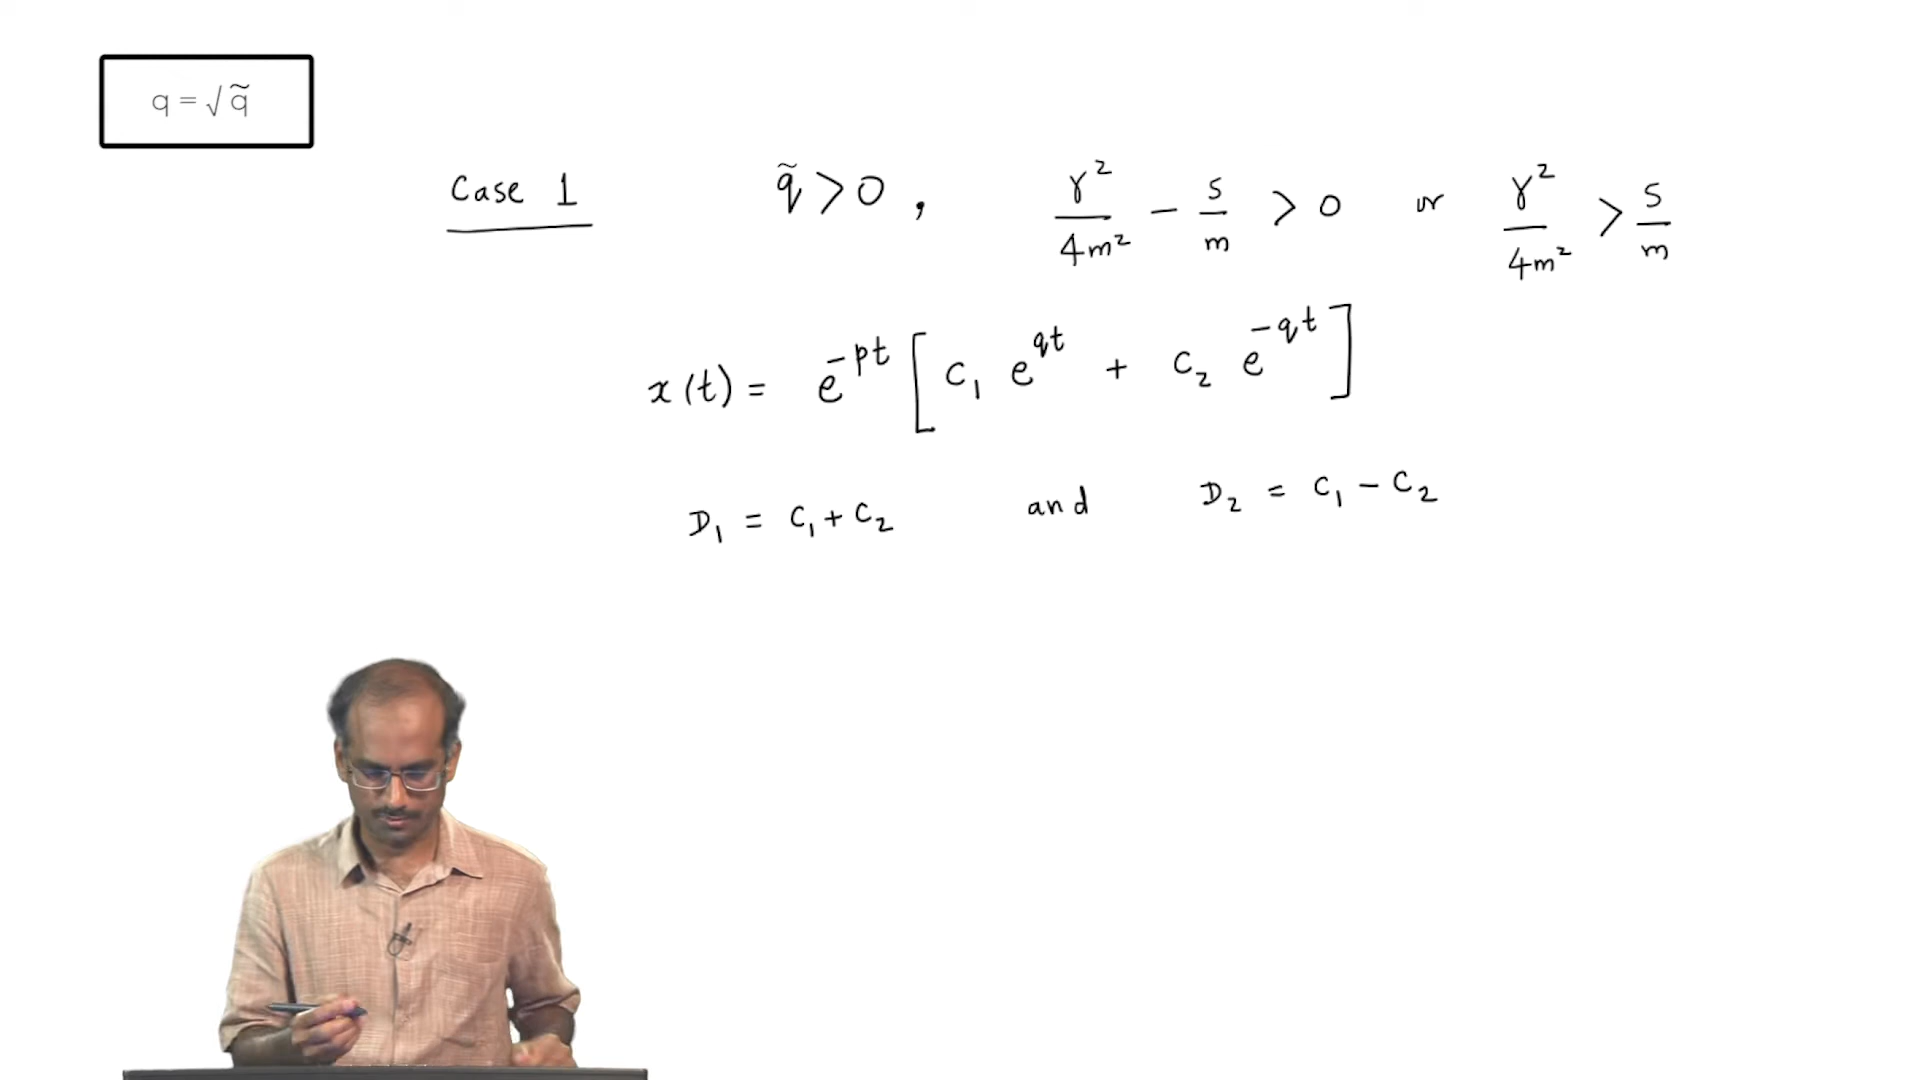 q = √q̃
Case 1    q̃ > 0 ,    γ²/4m² − s/m > 0  or  γ²/4m² > s/m
x(t) = e^{−pt} [ C₁ e^{qt} + C₂ e^{−qt} ]
D₁ = C₁ + C₂    and    D₂ = C₁ − C₂